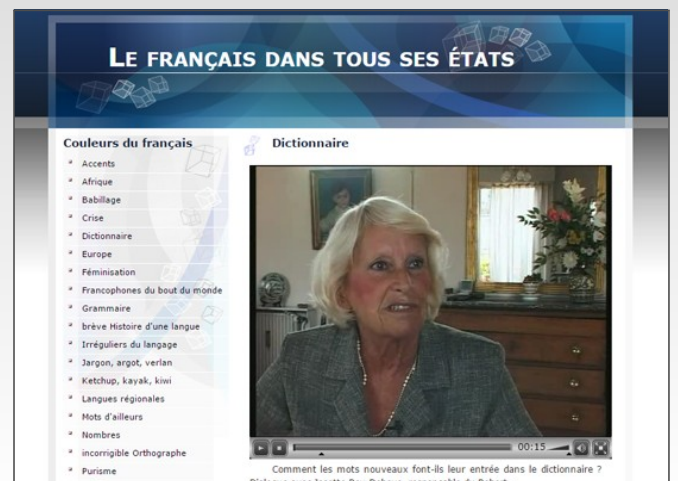 LE FRANÇAIS DANS TOUS SES ÉTATS
Couleurs du français
Accents
Afrique
Babillage
Crise
Dictionnaire
Europe
Féminisation
Francophones du bout du monde
Grammaire
brève Histoire d'une langue
Irréguliers du langage
Jargon, argot, verlan
Ketchup, kayak, kiwi
Langues régionales
Mots d'ailleurs
Nombres
incorrigible Orthographe
Purisme
Dictionnaire
00:15
Comment les mots nouveaux font-ils leur entrée dans le dictionnaire ?